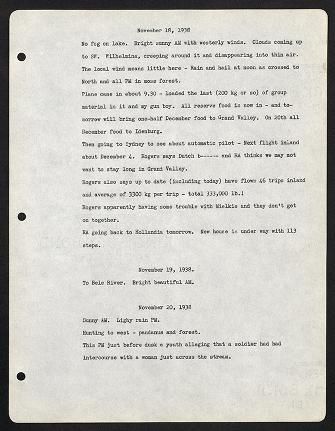 November 18, 1938
No fog on lake. Bright sunny AM with westerly winds. Clouds coming up
to SW. Wilhelmina, creeping around it and disappearing into thin air.
The local wind means little here - Rain and hail at noon as crossed to
North and all PM in moss forest.
Plane came in about 9.30 - loaded the last (200 kg or so) of group
material in it and my gun boy. All reserve food is now in - and to-
morrow will bring one-half December food to Grand Valley. On 20th all
December food to Idenburg.
Then going to Sydney to see about automatic pilot - Next flight inland
about December 4. Rogers says Dutch b------ and RA thinks we may not
want to stay long in Grand Valley.
Rogers also says up to date (including today) have flown 46 trips inland
and average of 3300 kg per trip - total 333,000 lb.!
Rogers apparently having some trouble with Mielkie and they don't get
on together.
RA going back to Hollandia tomorrow. New house is under way with 113
steps.
November 19, 1938.
To Bele River. Bright beautiful AM.
November 20, 1938
Sunny AM. Lighy rain PM.
Hunting to west - pandanus and forest.
This PM just before dusk a youth alleging that a soldier had had
intercourse with a woman just across the stream.